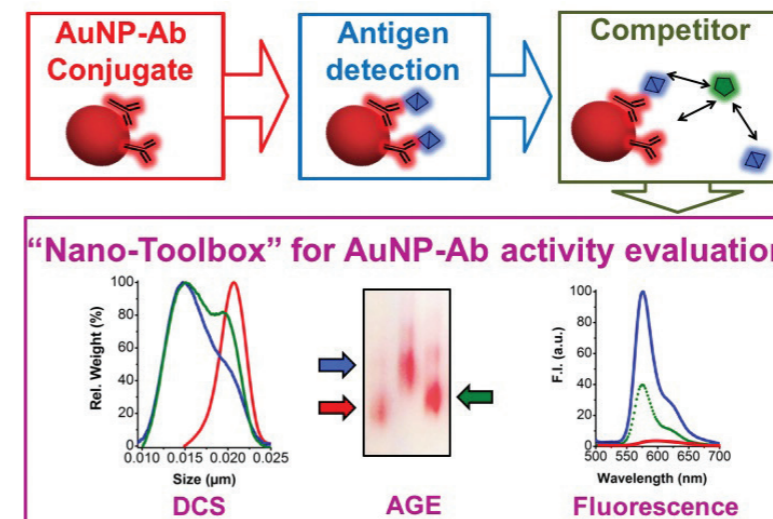 AuNP-Ab
Conjugate
Antigen
detection
Competitor
“Nano-Toolbox” for AuNP-Ab activity evaluation
Rel. Weight (%)
100
80
60
40
20
0
0.010 0.015 0.020 0.025
Size (µm)
DCS
AGE
F.I. (a.u.)
100
80
60
40
20
0
500 550 600 650 700
Wavelength (nm)
Fluorescence